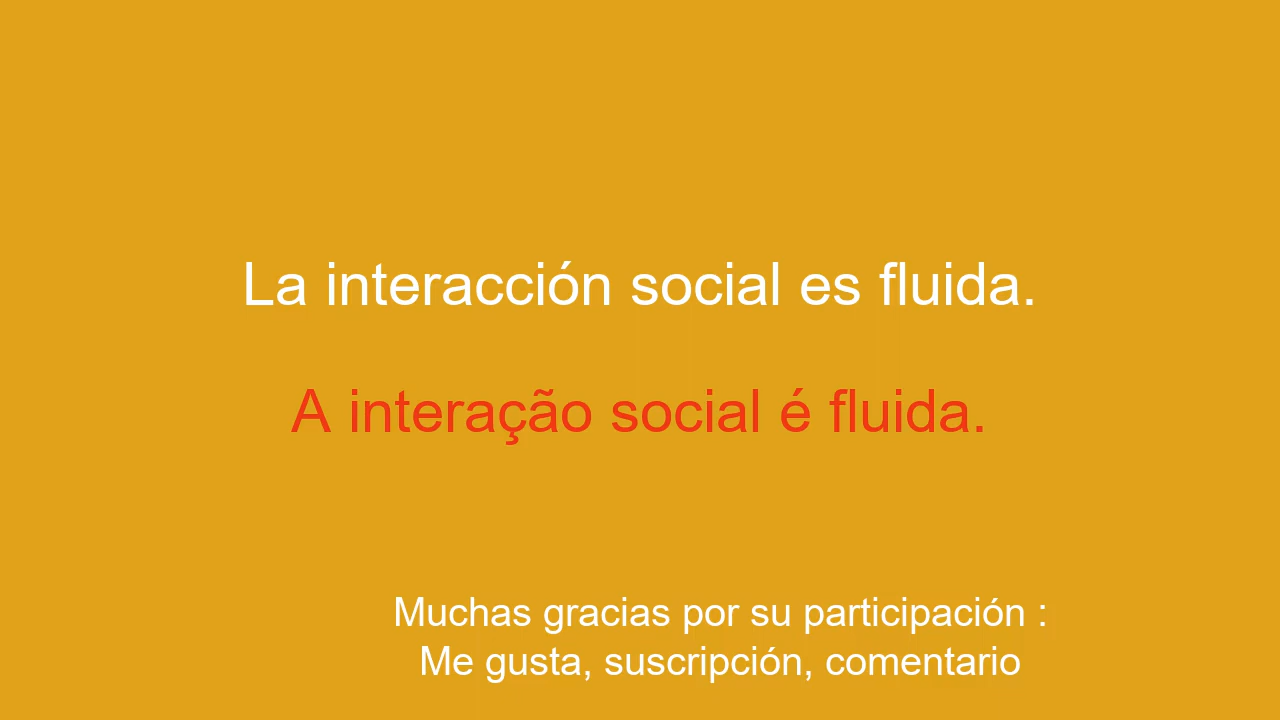 La interacción social es fluida.
A interação social é fluida.
Muchas gracias por su participación :
Me gusta, suscripción, comentario